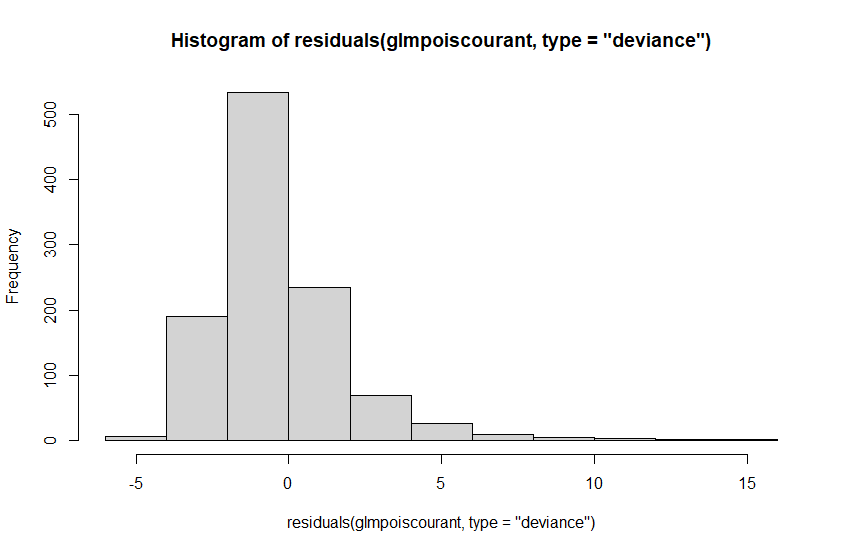 Histogram of residuals(glmpoiscourant, type = "deviance")
Frequency
500
400
300
200
100
0
-5 0 5 10 15
residuals(glmpoiscourant, type = "deviance")